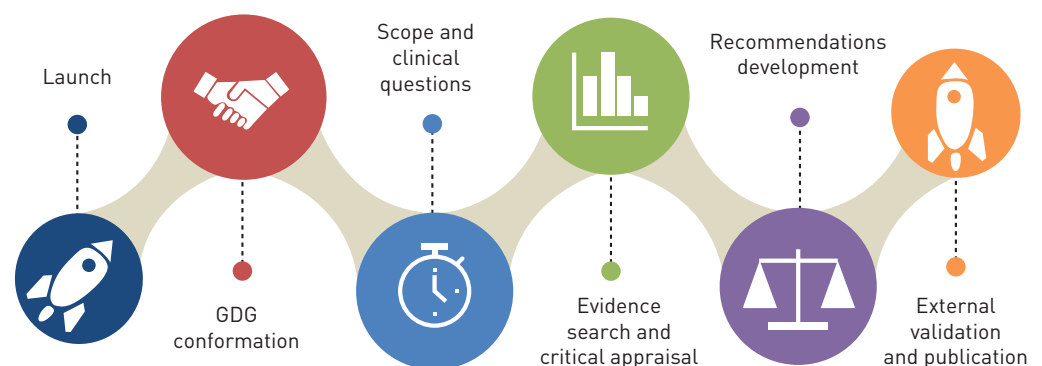 Launch
GDG
conformation
Scope and
clinical
questions
Evidence
search and
critical appraisal
Recommendations
development
External
validation
and publication